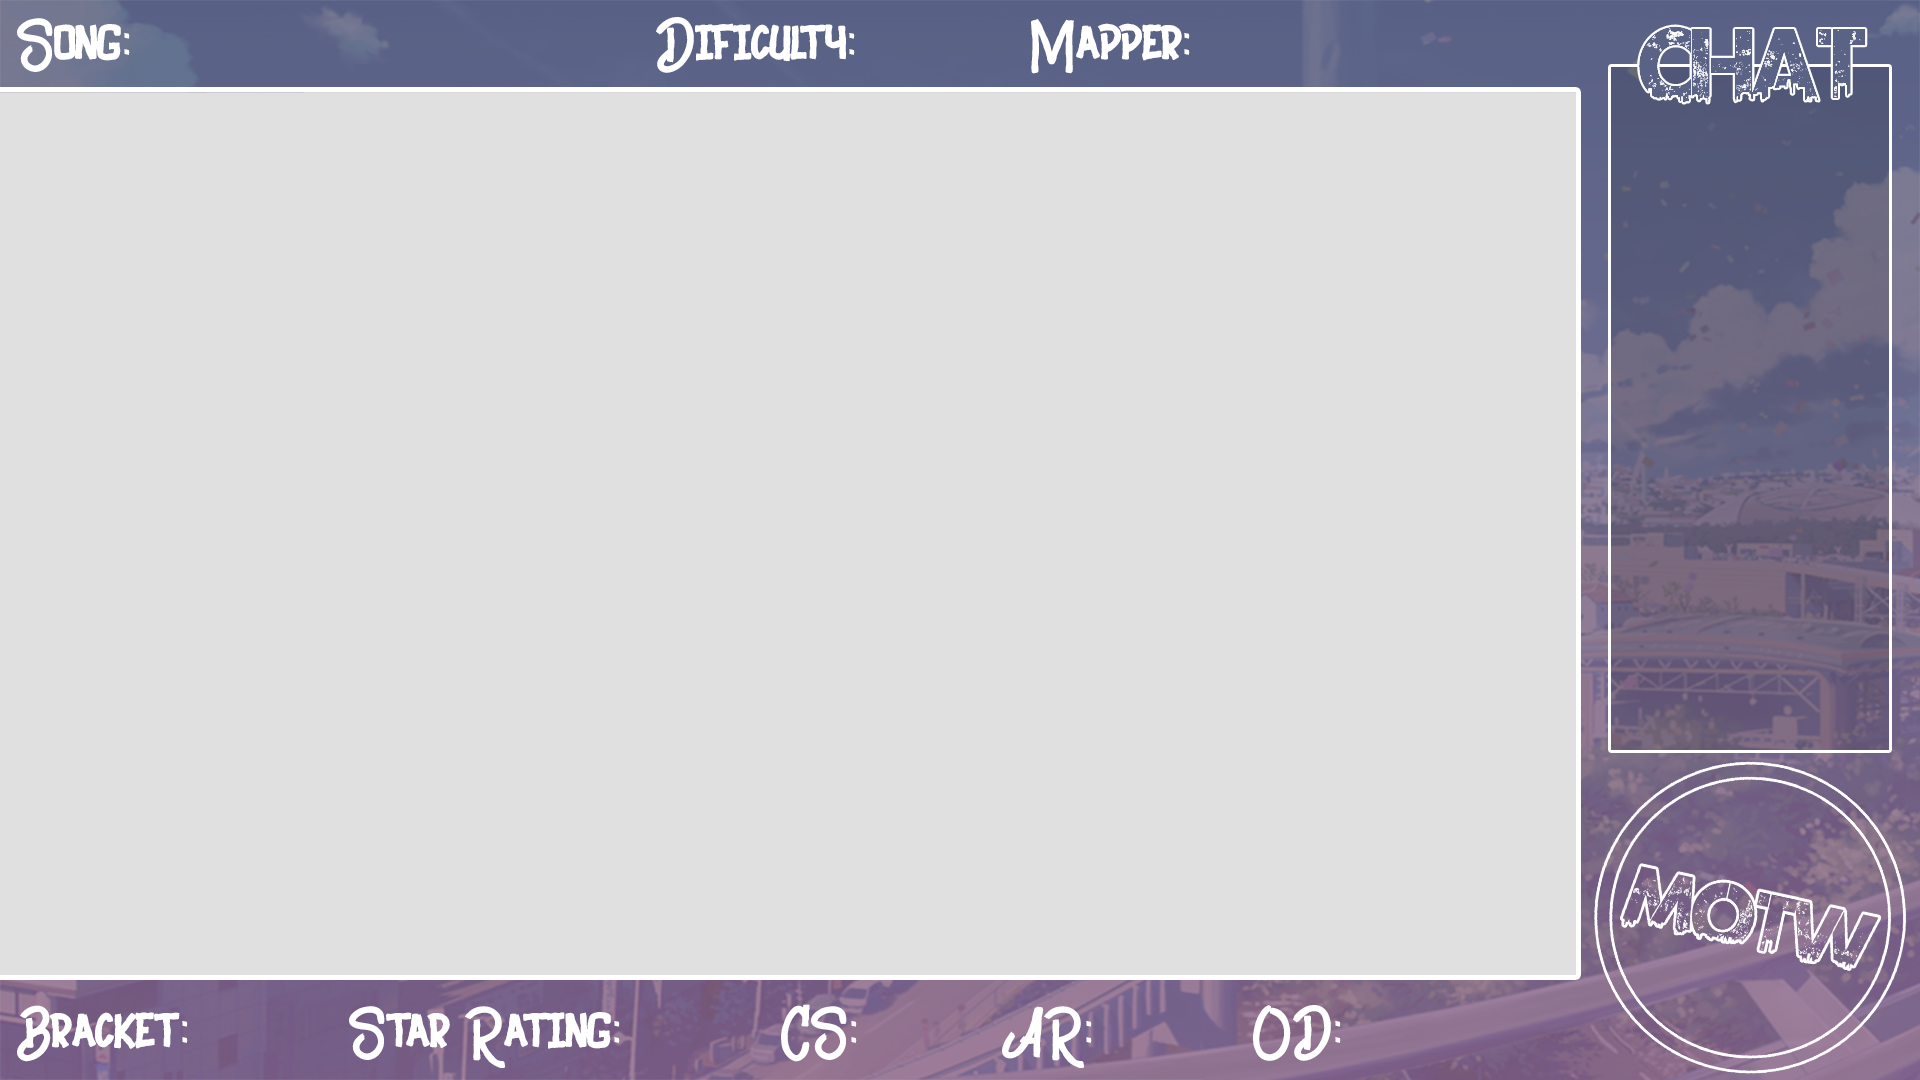 Song:
Dificulty:
Mapper:
CHAT
MOTW
Bracket:
Star Rating:
CS:
AR:
OD: